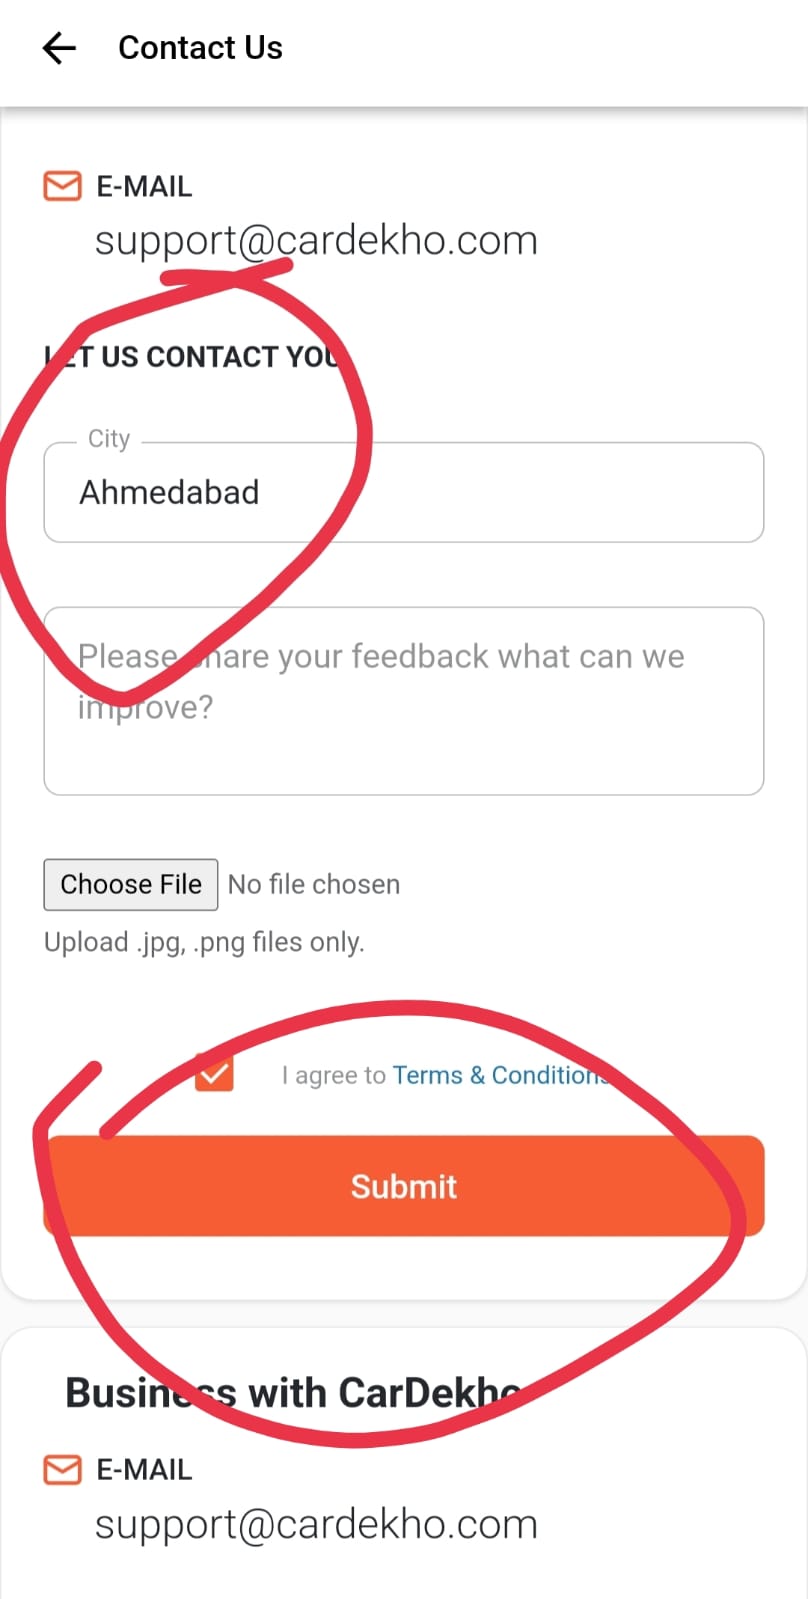 Contact Us
E-MAIL
support@cardekho.com
LET US CONTACT YOU
City
Ahmedabad
Please share your feedback what can we
improve?
Choose File No file chosen
Upload .jpg, .png files only.
I agree to Terms & Conditions
Submit
Business with CarDekho
E-MAIL
support@cardekho.com